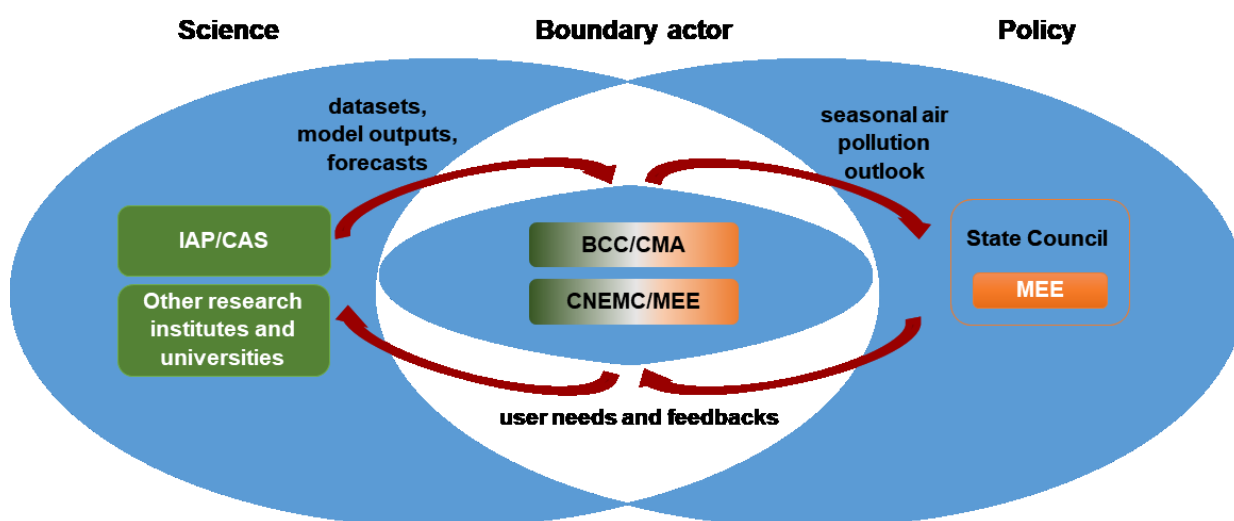 Science
Boundary actor
Policy
datasets,
model outputs,
forecasts
seasonal air
pollution
outlook
IAP/CAS
Other research
institutes and
universities
BCC/CMA
CNEMC/MEE
State Council
MEE
user needs and feedbacks